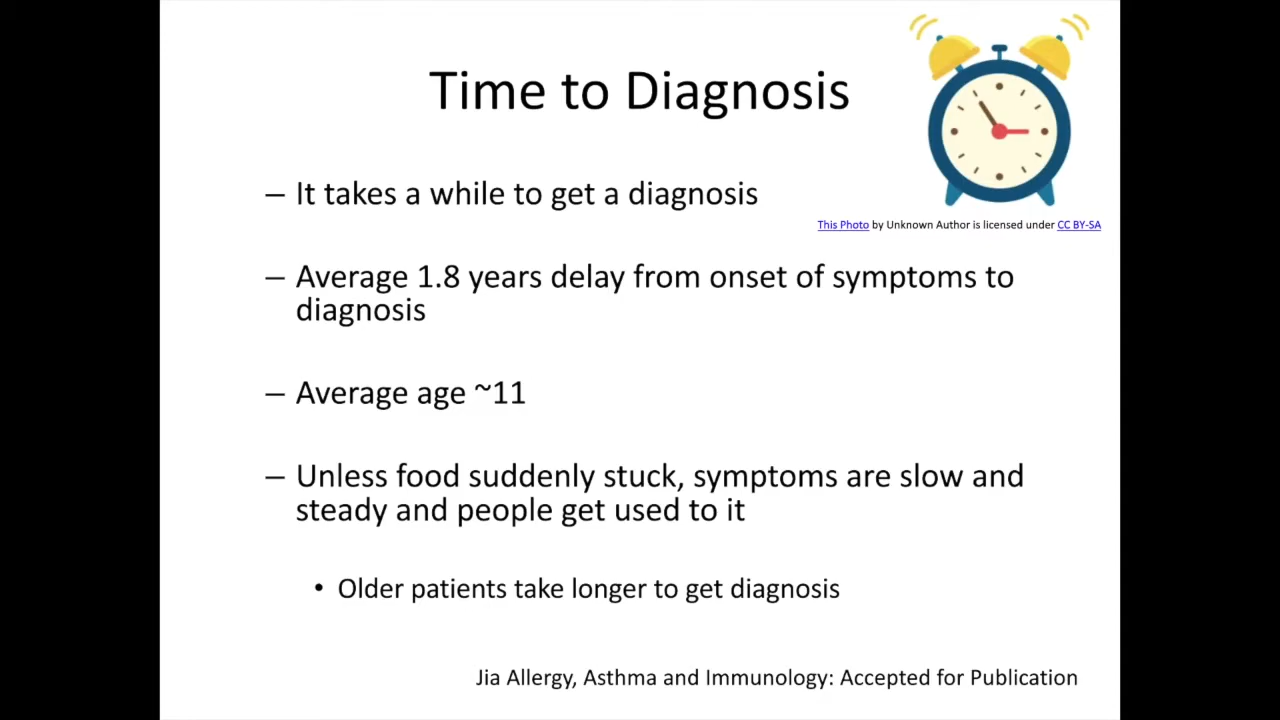 Time to Diagnosis
– It takes a while to get a diagnosis
This Photo by Unknown Author is licensed under CC BY-SA
– Average 1.8 years delay from onset of symptoms to
diagnosis
– Average age ~11
– Unless food suddenly stuck, symptoms are slow and
steady and people get used to it
• Older patients take longer to get diagnosis
Jia Allergy, Asthma and Immunology: Accepted for Publication